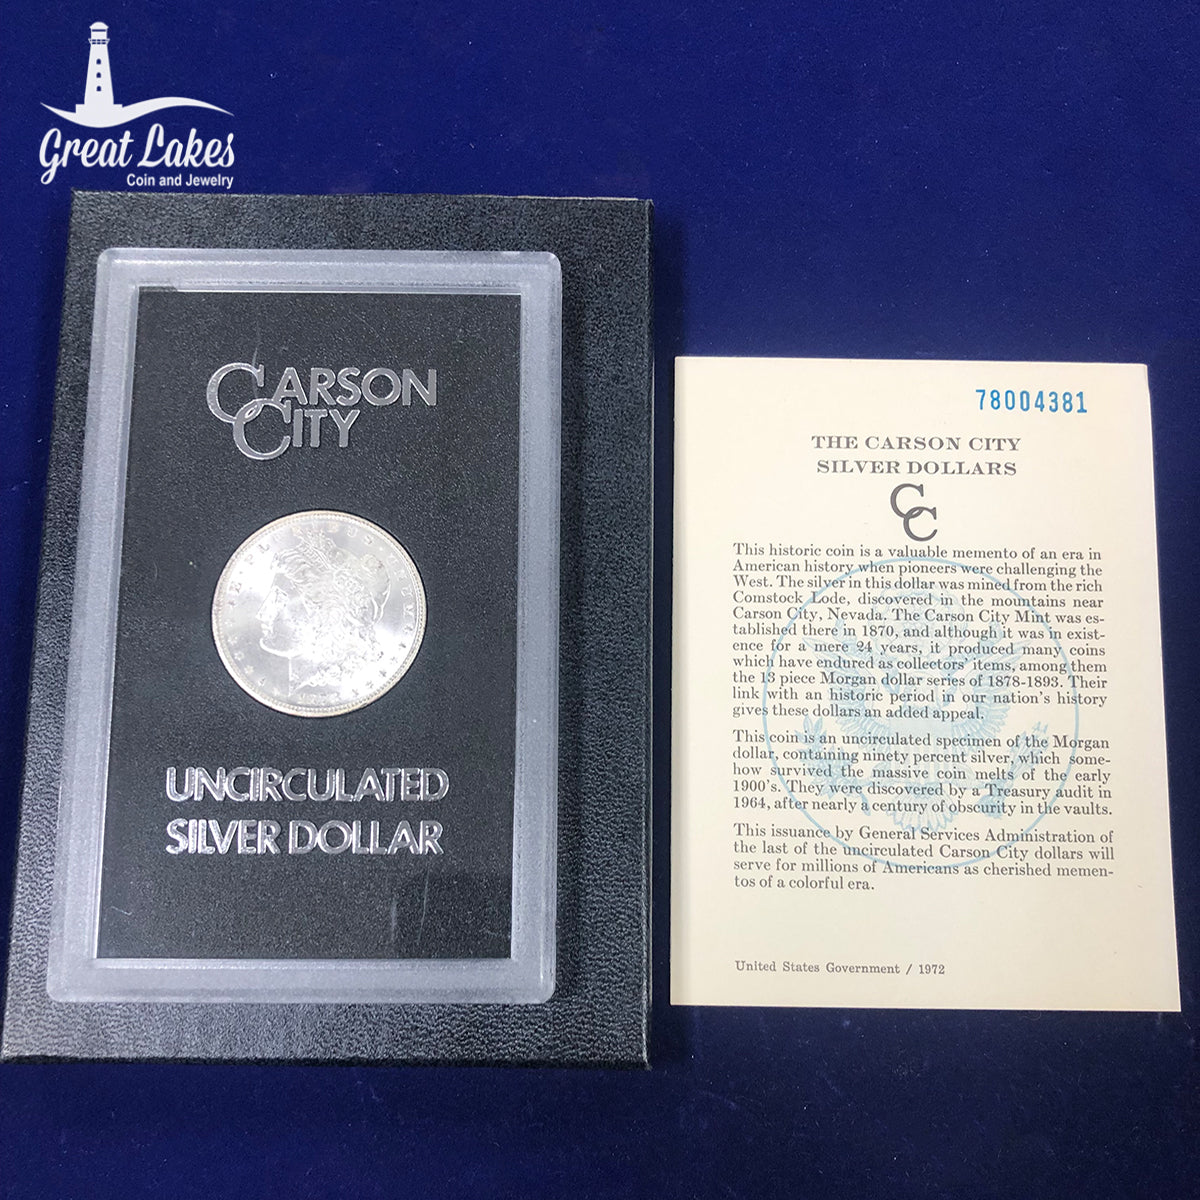 Great Lakes
Coin and Jewelry
CARSON
CITY
UNCIRCULATED
SILVER DOLLAR
78004381
THE CARSON CITY
SILVER DOLLARS
CC
This historic coin is a valuable memento of an era in
American history when pioneers were challenging the
West. The silver in this dollar was mined from the rich
Comstock Lode, discovered in the mountains near
Carson City, Nevada. The Carson City Mint was es-
tablished there in 1870, and although it was in exist-
ence for a mere 24 years, it produced many coins
which have endured as collectors' items, among them
the 13 piece Morgan dollar series of 1878-1893. Their
link with an historic period in our nation's history
gives these dollars an added appeal.
This coin is an uncirculated specimen of the Morgan
dollar, containing ninety percent silver, which some-
how survived the massive coin melts of the early
1900's. They were discovered by a Treasury audit in
1964, after nearly a century of obscurity in the vaults.
This issuance by General Services Administration of
the last of the uncirculated Carson City dollars will
serve for millions of Americans as cherished memen-
tos of a colorful era.
United States Government / 1972